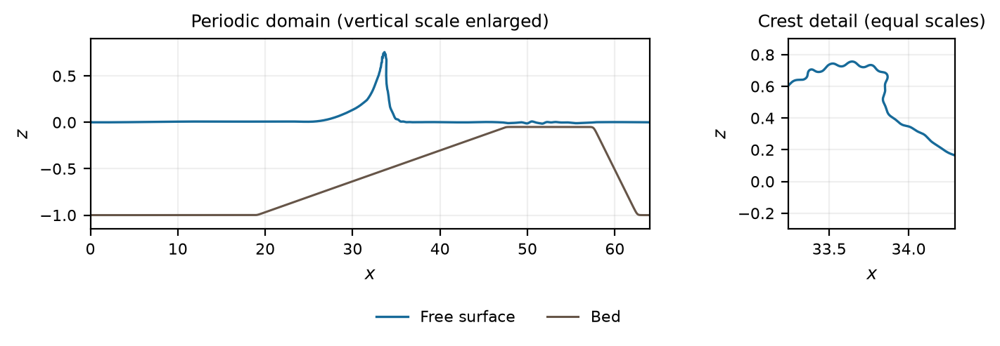 Periodic domain (vertical scale enlarged)
Crest detail (equal scales)
z
0.5
0.0
−0.5
−1.0
0 10 20 30 40 50 60
x
z
0.8
0.6
0.4
0.2
0.0
−0.2
33.5 34.0
x
Free surface Bed